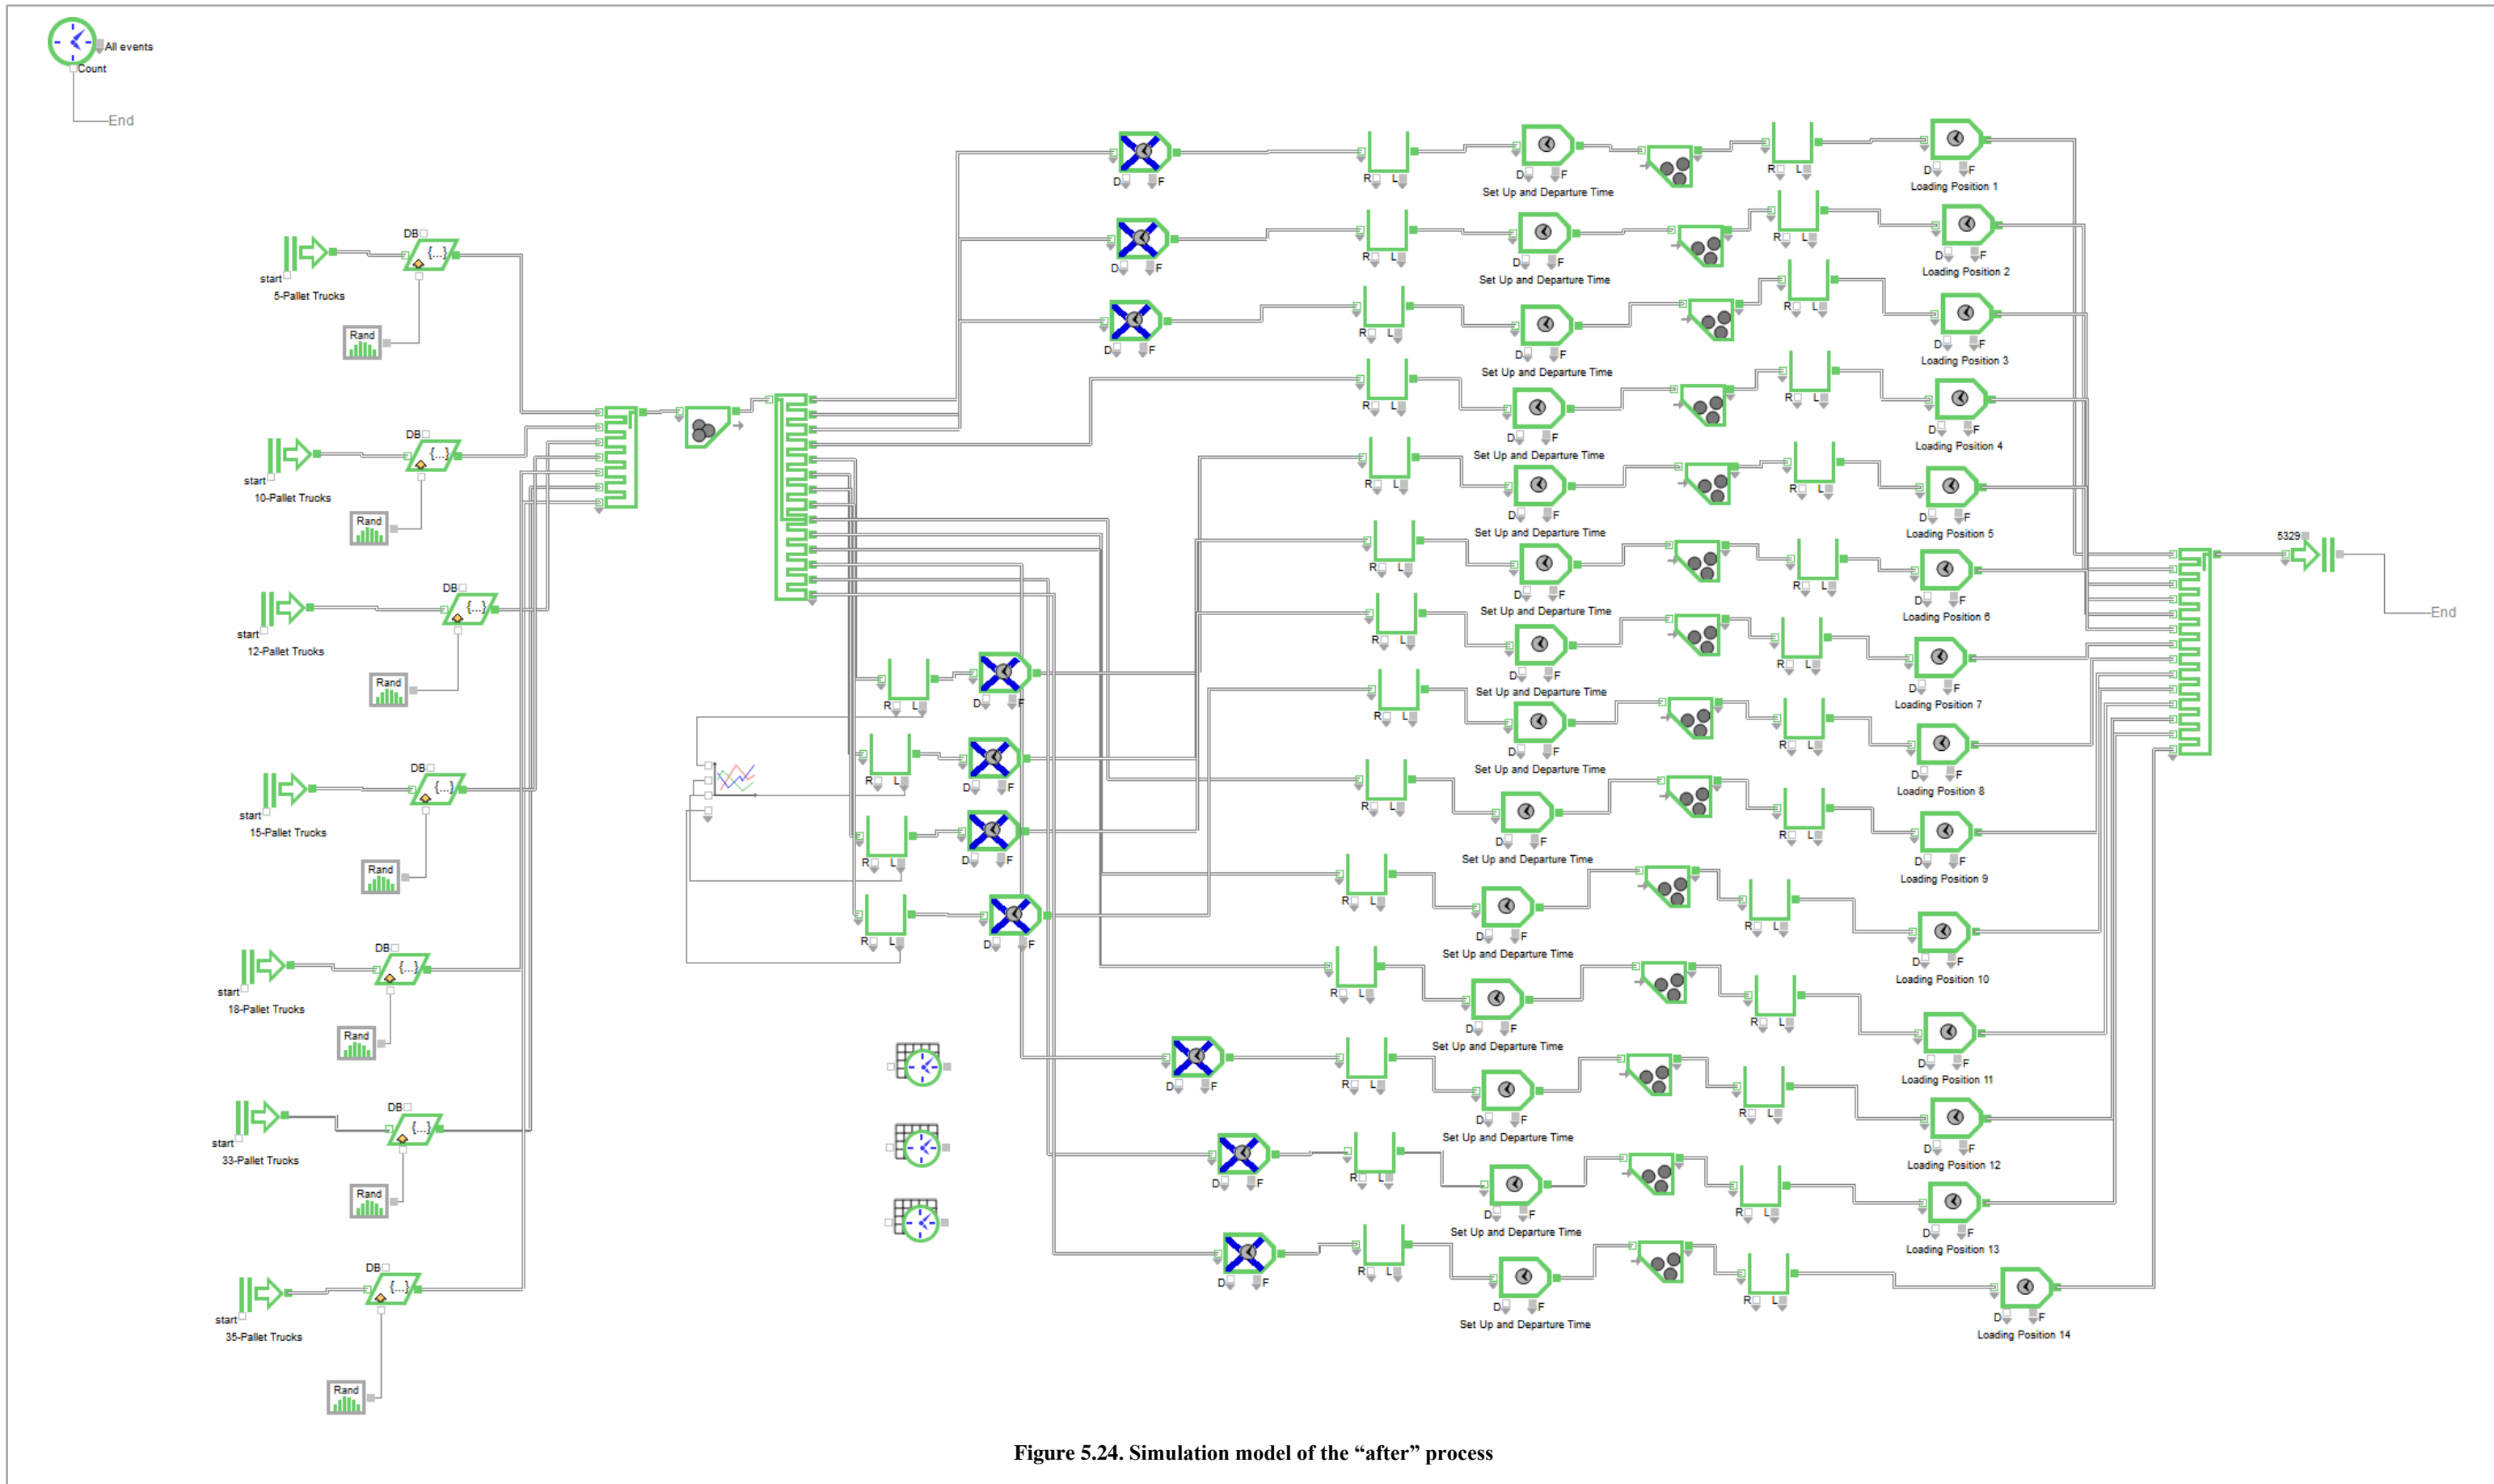 All events
Count
End
DB
start
5-Pallet Trucks
Rand
DB
start
10-Pallet Trucks
Rand
DB
start
12-Pallet Trucks
Rand
DB
start
15-Pallet Trucks
Rand
DB
start
18-Pallet Trucks
Rand
DB
start
33-Pallet Trucks
Rand
DB
start
35-Pallet Trucks
Rand
R L D F
R L D F
R L D F
R L D F
D F R L D F R L D F
Set Up and Departure Time
Loading Position 1
D F R L D F R L D F
Set Up and Departure Time
Loading Position 2
D F R L D F R L D F
Set Up and Departure Time
Loading Position 3
R L D F R L D F
Set Up and Departure Time
Loading Position 4
R L D F R L D F
Set Up and Departure Time
Loading Position 5
R L D F R L D F
Set Up and Departure Time
Loading Position 6
R L D F R L D F
Set Up and Departure Time
Loading Position 7
R L D F R L D F
Set Up and Departure Time
Loading Position 8
R L D F R L D F
Set Up and Departure Time
Loading Position 9
R L D F R L D F
Set Up and Departure Time
Loading Position 10
R L D F R L D F
Set Up and Departure Time
Loading Position 11
D F R L D F R L D F
Set Up and Departure Time
Loading Position 12
D F R L D F R L D F
Set Up and Departure Time
Loading Position 13
D F R L D F R L D F
Set Up and Departure Time
Loading Position 14
5329
End
Figure 5.24. Simulation model of the “after” process